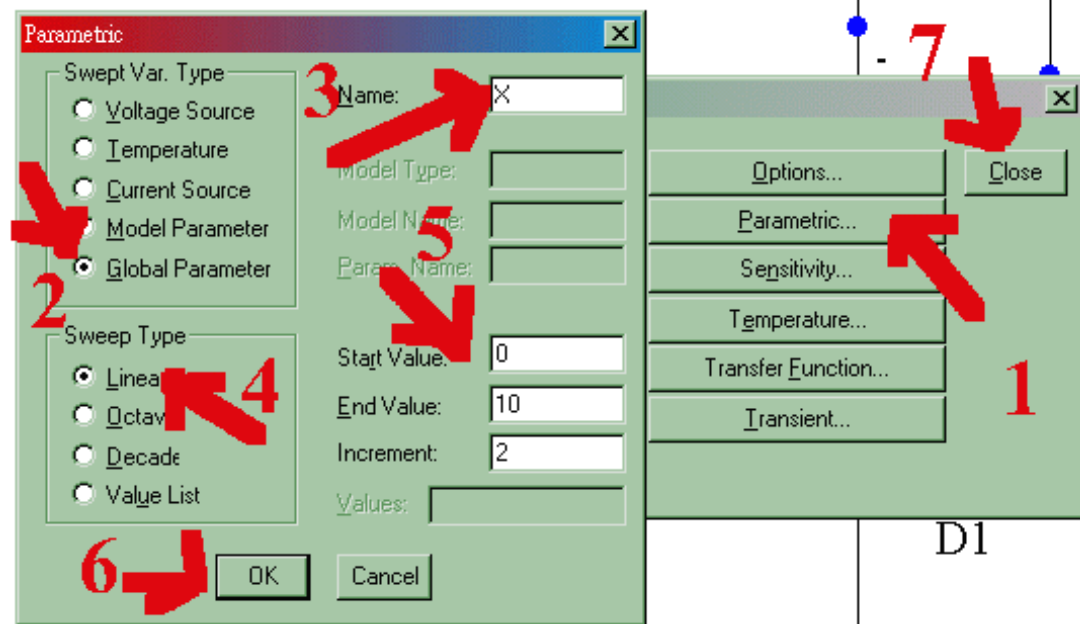 Parametric
Swept Var. Type
Voltage Source
Temperature
Current Source
Model Parameter
Global Parameter
Sweep Type
Linea
Octav
Decade
Value List
Name: X
Model Type:
Model Name:
Param. Name:
Start Value: 0
End Value: 10
Increment: 2
Values:
OK
Cancel
Options...
Parametric...
Sensitivity...
Temperature...
Transfer Function...
Transient...
Close
-
D1
1
2
3
4
5
6
7